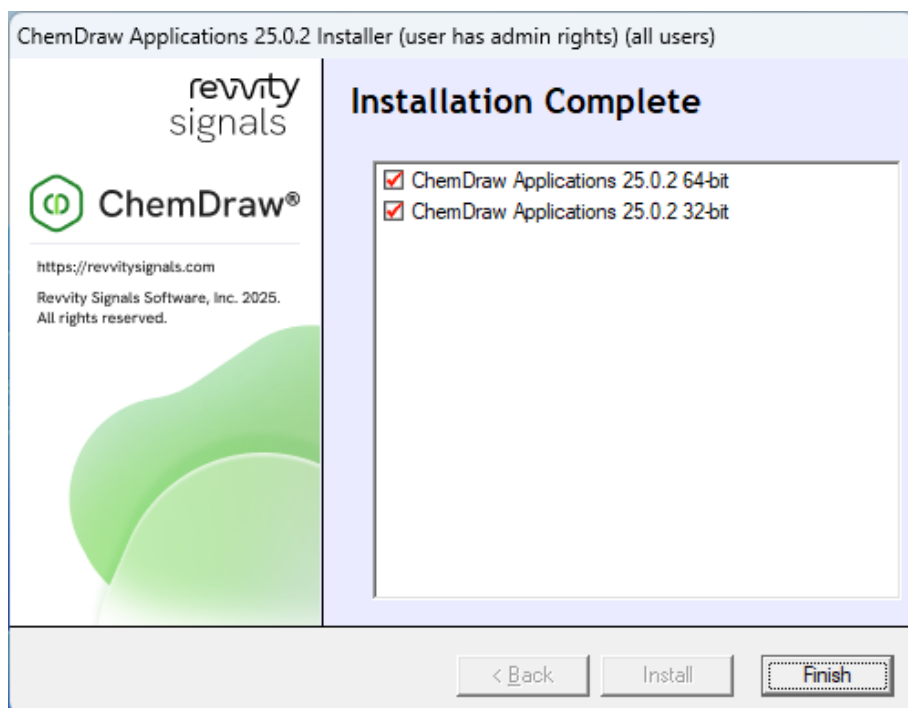 ChemDraw Applications 25.0.2 Installer (user has admin rights) (all users)
revvity
signals
ChemDraw®
https://revvitysignals.com
Revvity Signals Software, Inc. 2025.
All rights reserved.
Installation Complete
ChemDraw Applications 25.0.2 64-bit
ChemDraw Applications 25.0.2 32-bit
< Back
Install
Finish